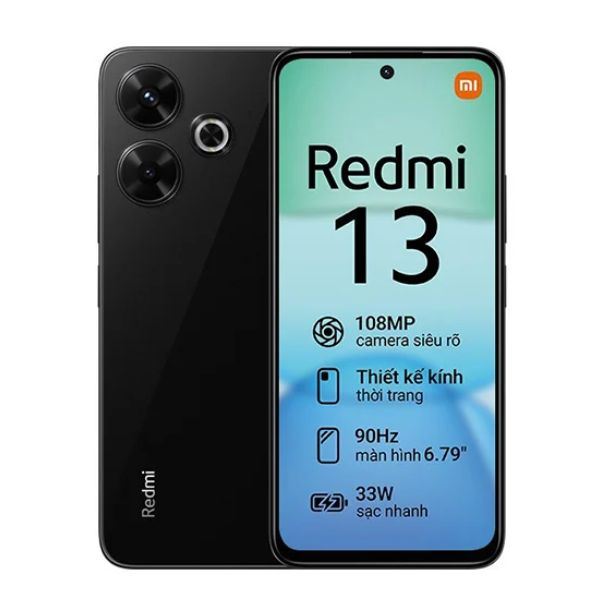 mi
Redmi
13
108MP
camera siêu rõ
Thiết kế kính
thời trang
90Hz
màn hình 6.79"
33W
sạc nhanh
Redmi